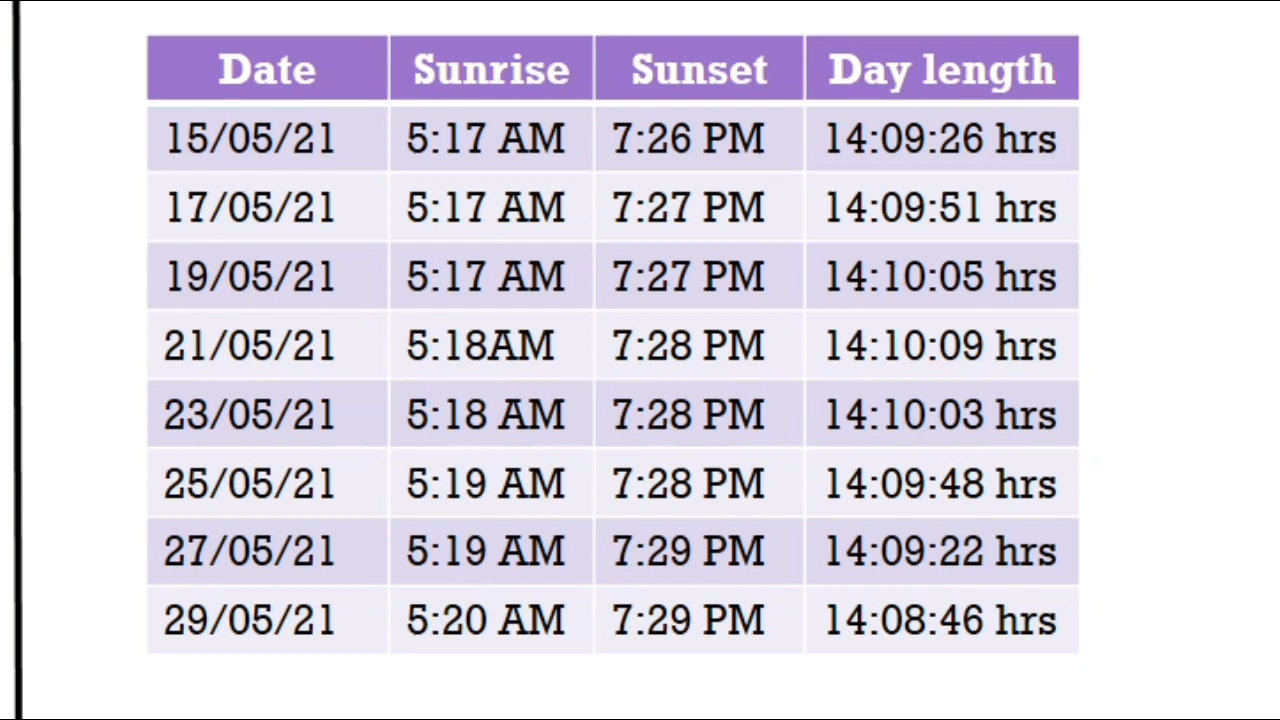 Date Sunrise Sunset Day length
15/05/21 5:17 AM 7:26 PM 14:09:26 hrs
17/05/21 5:17 AM 7:27 PM 14:09:51 hrs
19/05/21 5:17 AM 7:27 PM 14:10:05 hrs
21/05/21 5:18AM 7:28 PM 14:10:09 hrs
23/05/21 5:18 AM 7:28 PM 14:10:03 hrs
25/05/21 5:19 AM 7:28 PM 14:09:48 hrs
27/05/21 5:19 AM 7:29 PM 14:09:22 hrs
29/05/21 5:20 AM 7:29 PM 14:08:46 hrs